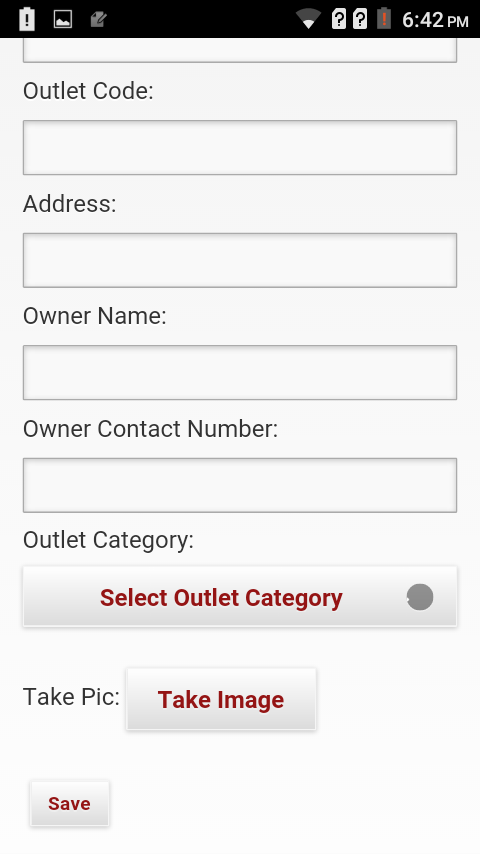 6:42 PM
Outlet Code:
Address:
Owner Name:
Owner Contact Number:
Outlet Category:
Select Outlet Category
Take Pic: Take Image
Save